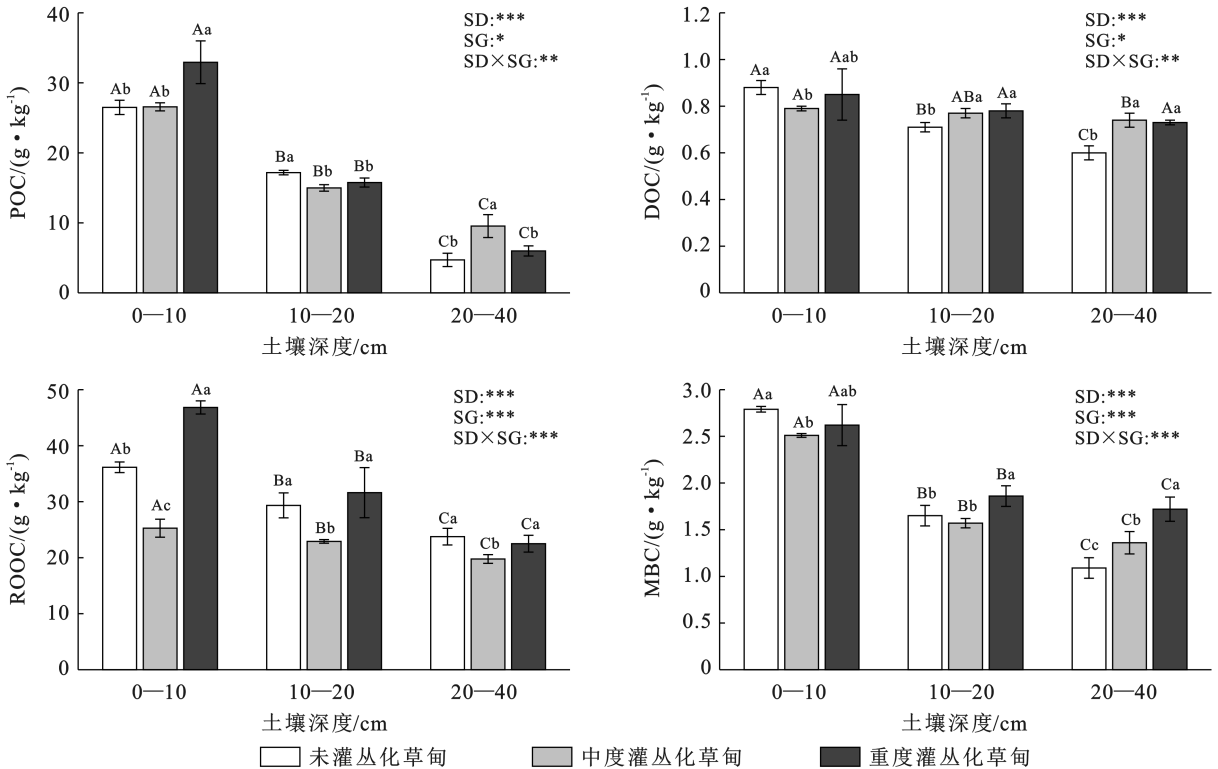 40
30
20
10
0
POC/(g·kg⁻¹)
SD:***
SG:*
SD×SG:**
Ab Ab Aa
Ba Bb Bb
Cb Ca Cb
0—10 10—20 20—40
土壤深度/cm
1.2
1.0
0.8
0.6
0.4
0.2
0
DOC/(g·kg⁻¹)
SD:***
SG:*
SD×SG:**
Aa Ab Aab
Bb ABa Aa
Cb Ba Aa
0—10 10—20 20—40
土壤深度/cm
50
40
30
20
10
0
ROOC/(g·kg⁻¹)
SD:***
SG:***
SD×SG:***
Ab Ac Aa
Ba Bb Ba
Ca Cb Ca
0—10 10—20 20—40
土壤深度/cm
3.0
2.5
2.0
1.5
1.0
0.5
0
MBC/(g·kg⁻¹)
SD:***
SG:***
SD×SG:***
Aa Ab Aab
Bb Bb Ba
Cc Cb Ca
0—10 10—20 20—40
土壤深度/cm
未灌丛化草甸 中度灌丛化草甸 重度灌丛化草甸